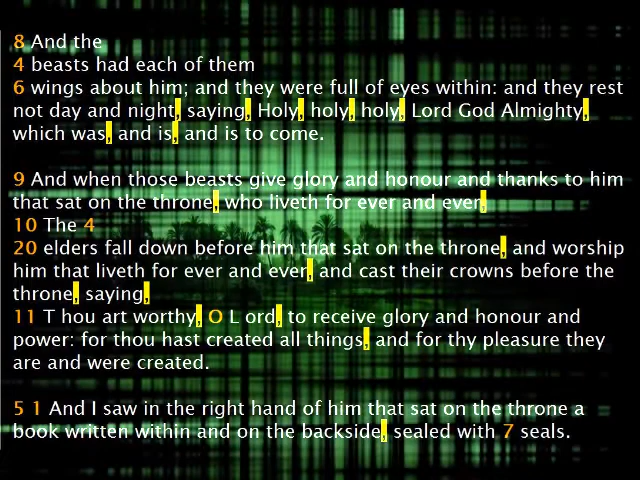 8 And the
4 beasts had each of them
6 wings about him; and they were full of eyes within: and they rest
not day and night, saying, Holy, holy, holy, Lord God Almighty,
which was, and is, and is to come.
9 And when those beasts give glory and honour and thanks to him
that sat on the throne, who liveth for ever and ever,
10 The 4
20 elders fall down before him that sat on the throne, and worship
him that liveth for ever and ever, and cast their crowns before the
throne, saying,
11 T hou art worthy, O L ord, to receive glory and honour and
power: for thou hast created all things, and for thy pleasure they
are and were created.
5 1 And I saw in the right hand of him that sat on the throne a
book written within and on the backside, sealed with 7 seals.